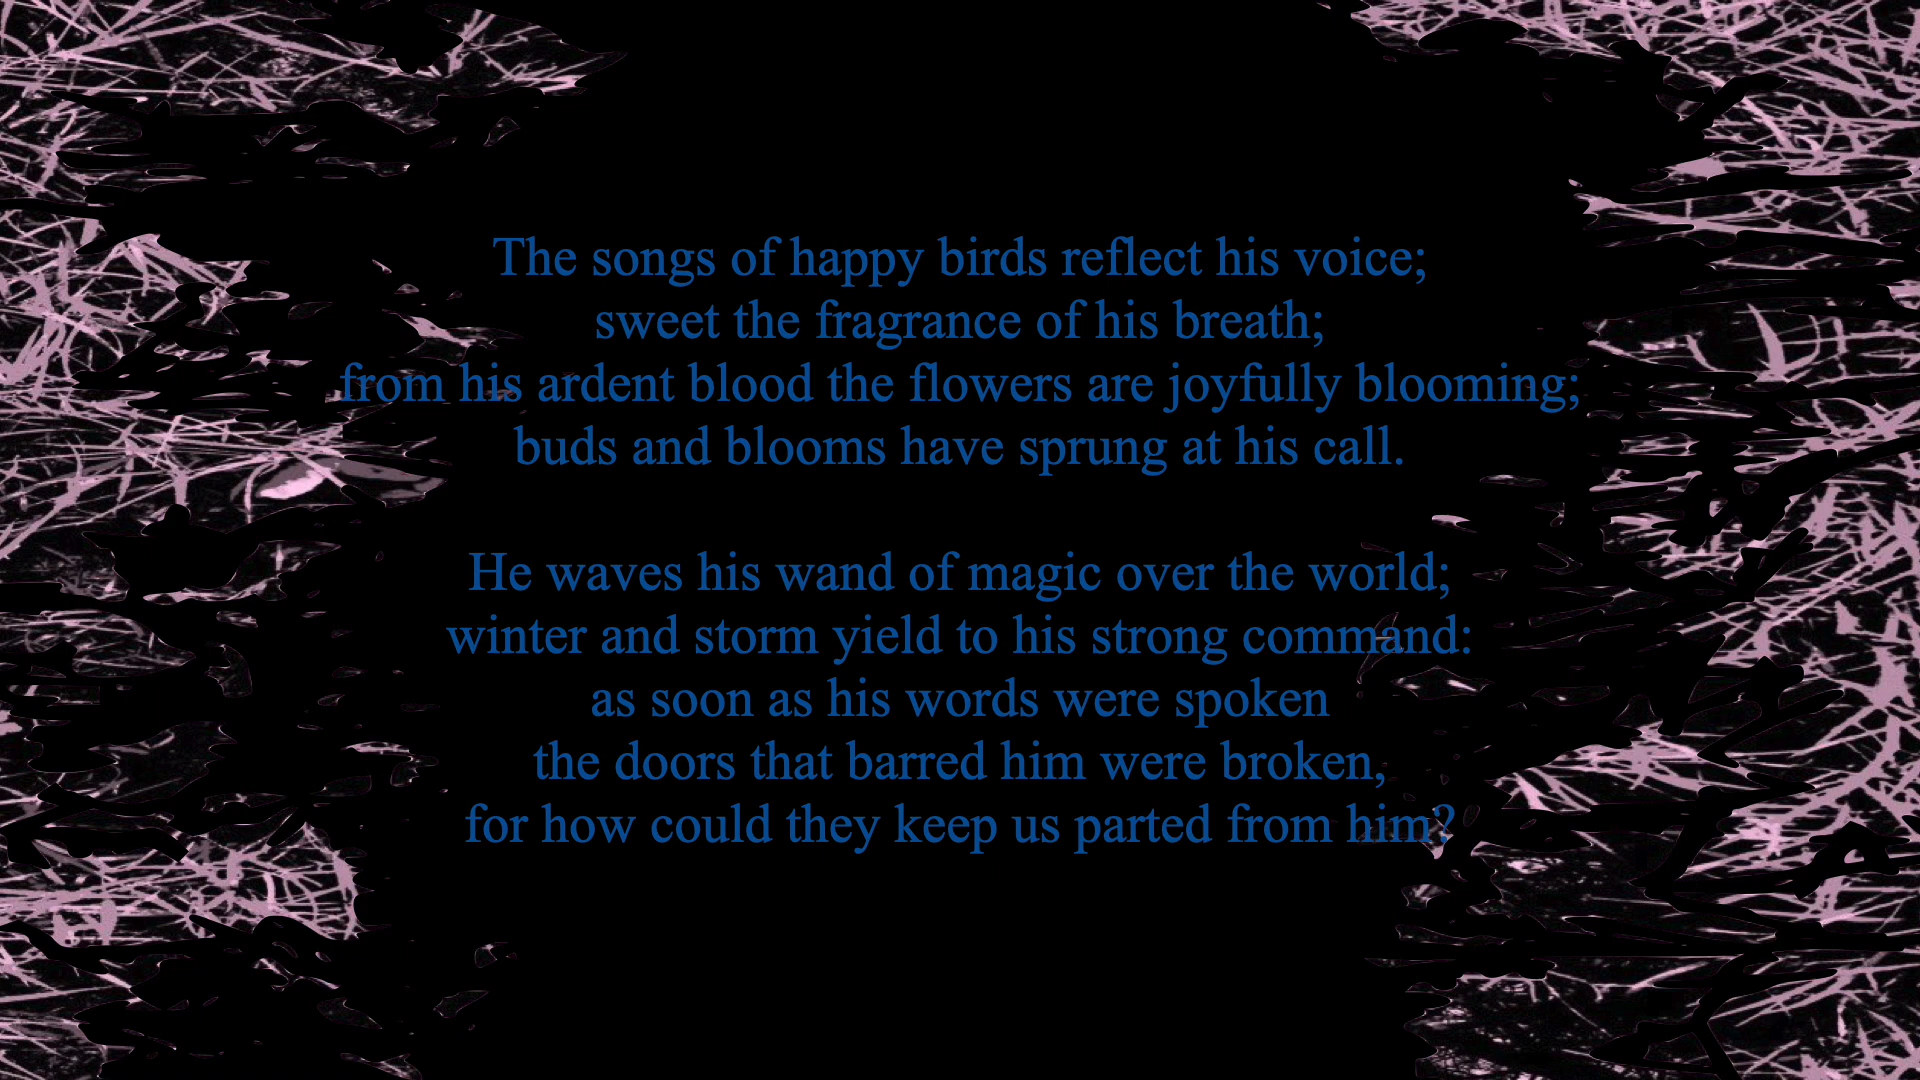 The songs of happy birds reflect his voice;
sweet the fragrance of his breath;
from his ardent blood the flowers are joyfully blooming;
buds and blooms have sprung at his call.
He waves his wand of magic over the world;
winter and storm yield to his strong command:
as soon as his words were spoken
the doors that barred him were broken,
for how could they keep us parted from him?